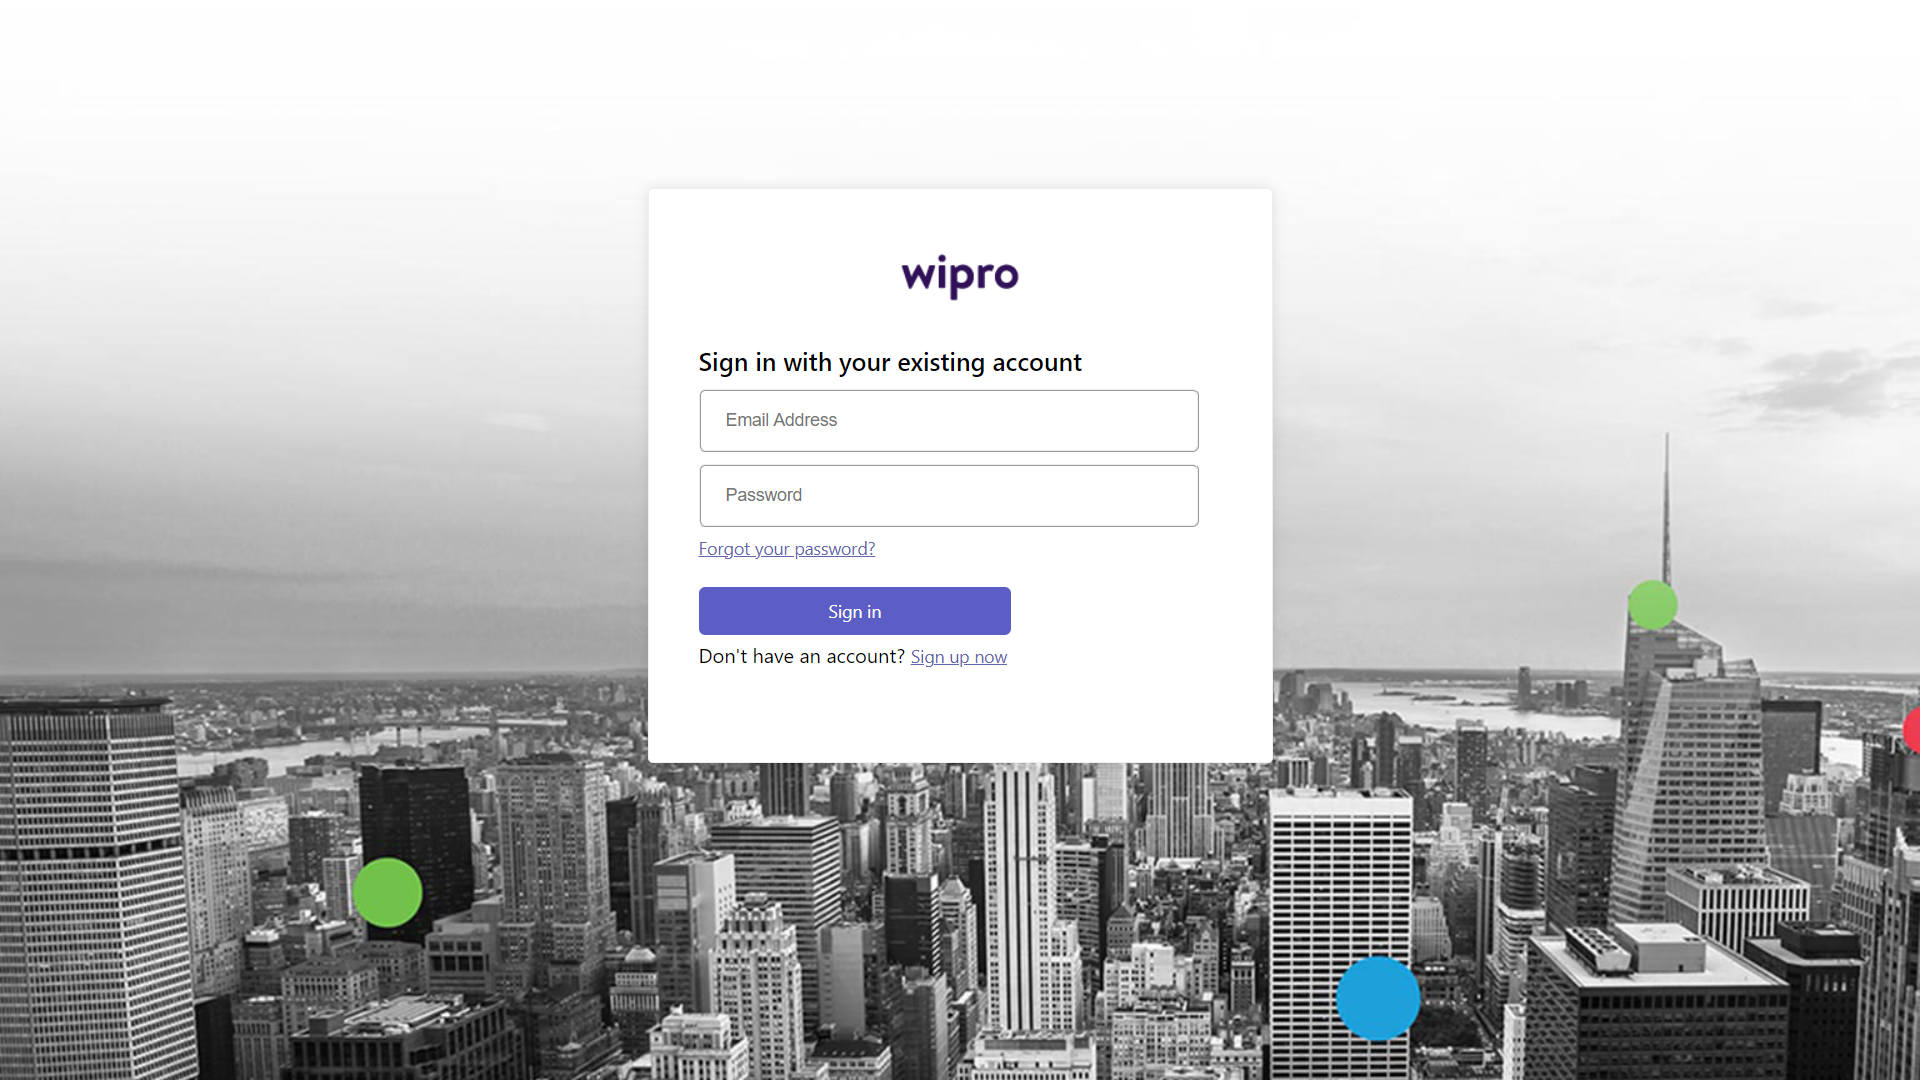 wipro
Sign in with your existing account
Email Address
Password
Forgot your password?
Sign in
Don't have an account? Sign up now